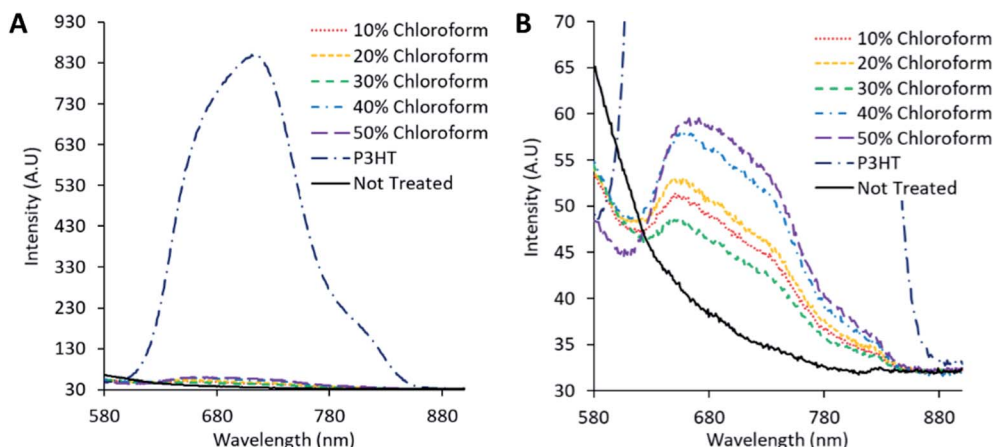 A
930
830
730
630
530
430
330
230
130
30
Intensity (A.U)
580
680
780
880
Wavelength (nm)
10% Chloroform
20% Chloroform
30% Chloroform
40% Chloroform
50% Chloroform
P3HT
Not Treated
B
70
65
60
55
50
45
40
35
30
Intensity (A.U)
580
680
780
880
Wavelength (nm)
10% Chloroform
20% Chloroform
30% Chloroform
40% Chloroform
50% Chloroform
P3HT
Not Treated